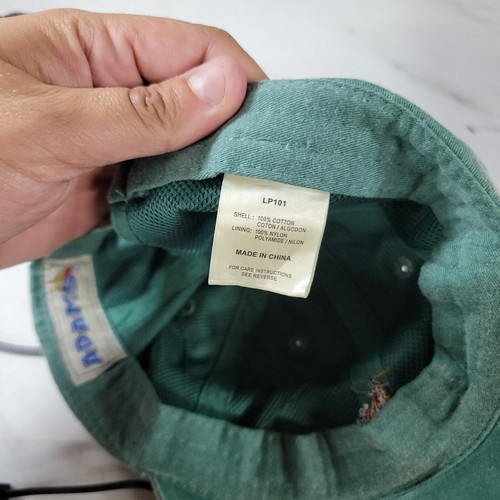 LP101
SHELL: 100% COTTON
COTON / ALGODON
LINING: 100% NYLON
POLYAMIDE / NILON
MADE IN CHINA
FOR CARE INSTRUCTIONS
SEE REVERSE
ADAMS